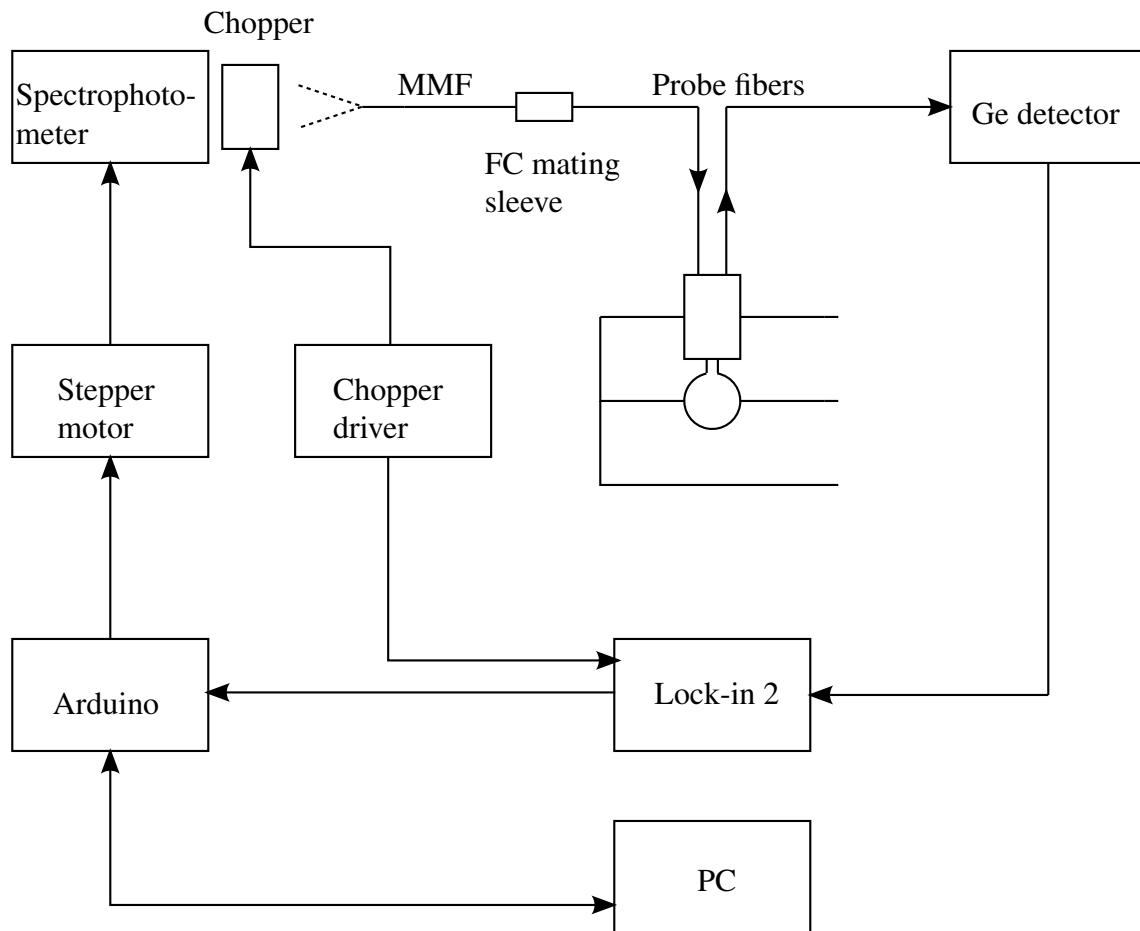 Chopper
Spectrophoto-
meter
MMF
Probe fibers
Ge detector
FC mating
sleeve
Stepper
motor
Chopper
driver
Arduino
Lock-in 2
PC